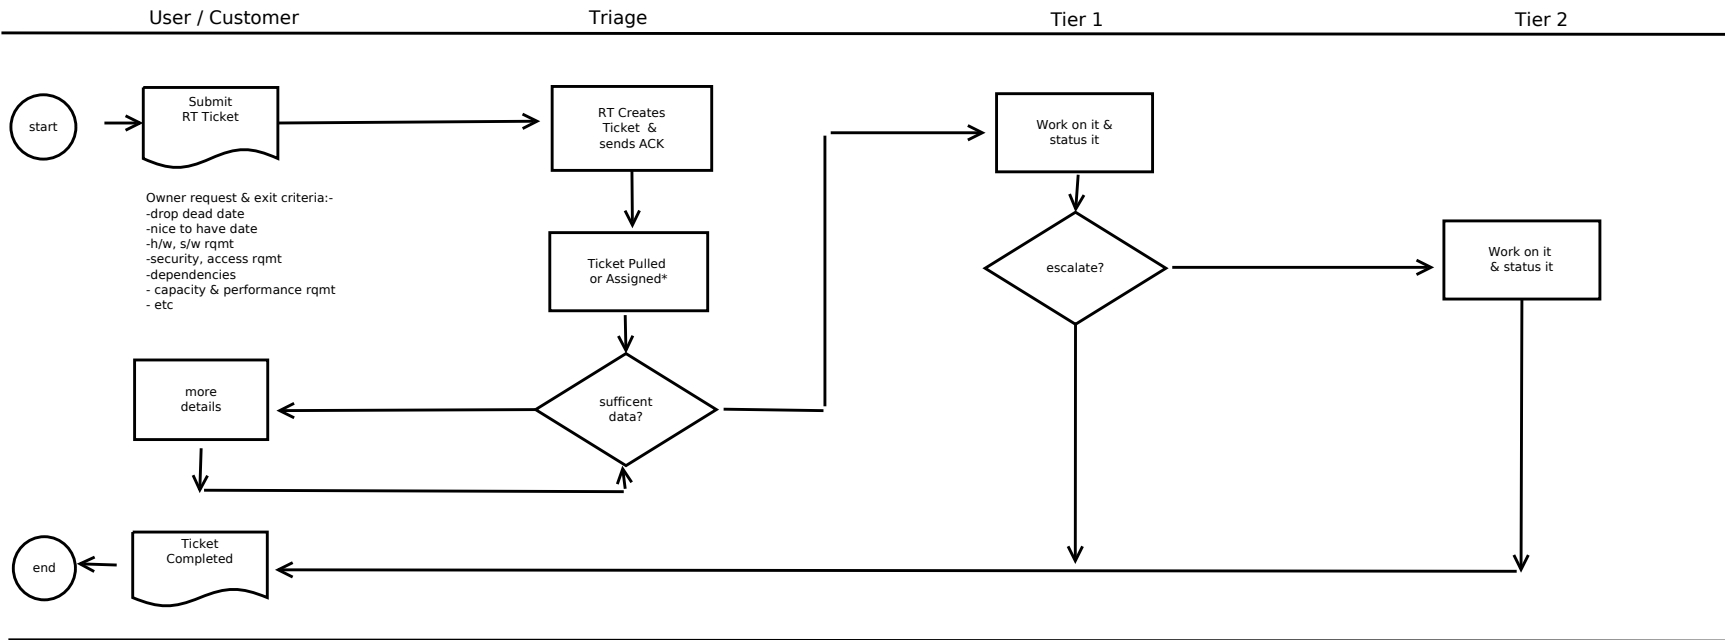 User / Customer
Triage
Tier 1
Tier 2
start
Submit
RT Ticket
RT Creates
Ticket  &
sends ACK
Work on it &
status it
Owner request & exit criteria:-
-drop dead date
-nice to have date
-h/w, s/w rqmt
-security, access rqmt
-dependencies
- capacity & performance rqmt
- etc
Ticket Pulled
or Assigned*
escalate?
Work on it
& status it
more
details
sufficent
data?
end
Ticket
Completed